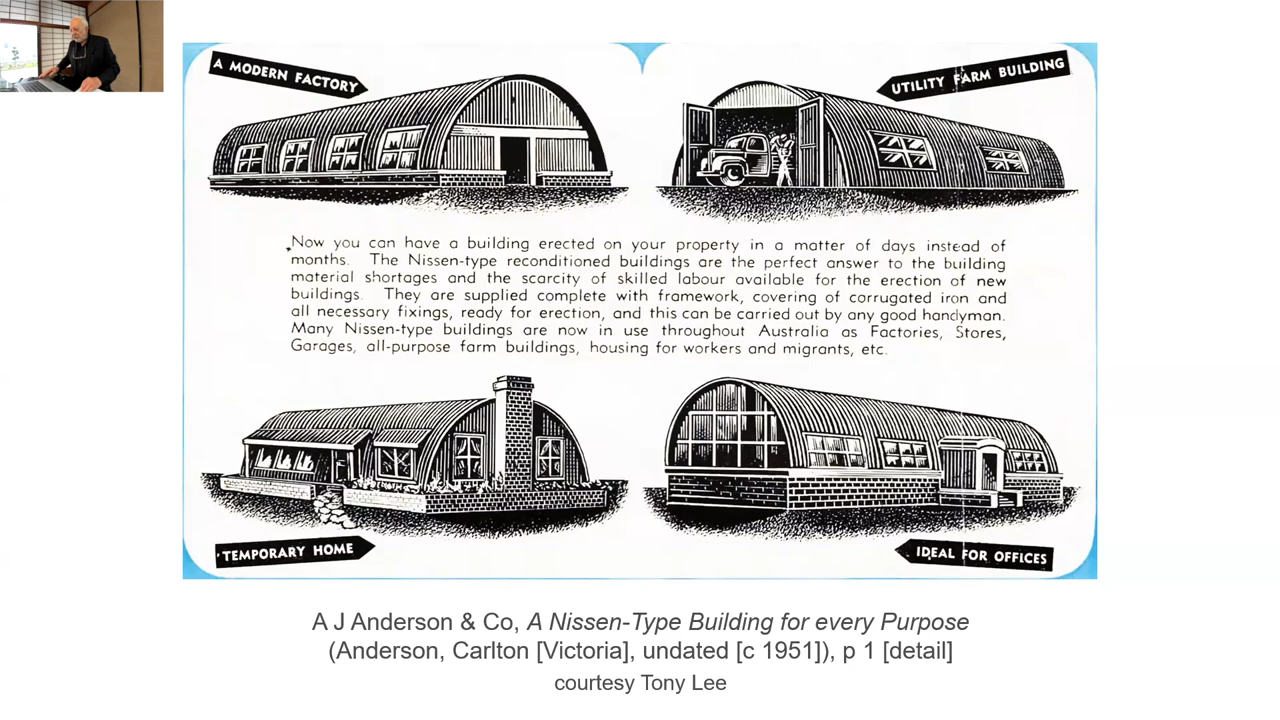 A MODERN FACTORY
UTILITY FARM BUILDING
Now you can have a building erected on your property in a matter of days instead of
months. The Nissen-type reconditioned buildings are the perfect answer to the building
material shortages and the scarcity of skilled labour available for the erection of new
buildings. They are supplied complete with framework, covering of corrugated iron and
all necessary fixings, ready for erection, and this can be carried out by any good handyman.
Many Nissen-type buildings are now in use throughout Australia as Factories, Stores,
Garages, all-purpose farm buildings, housing for workers and migrants, etc.
TEMPORARY HOME
IDEAL FOR OFFICES
A J Anderson & Co, A Nissen-Type Building for every Purpose
(Anderson, Carlton [Victoria], undated [c 1951]), p 1 [detail]
courtesy Tony Lee